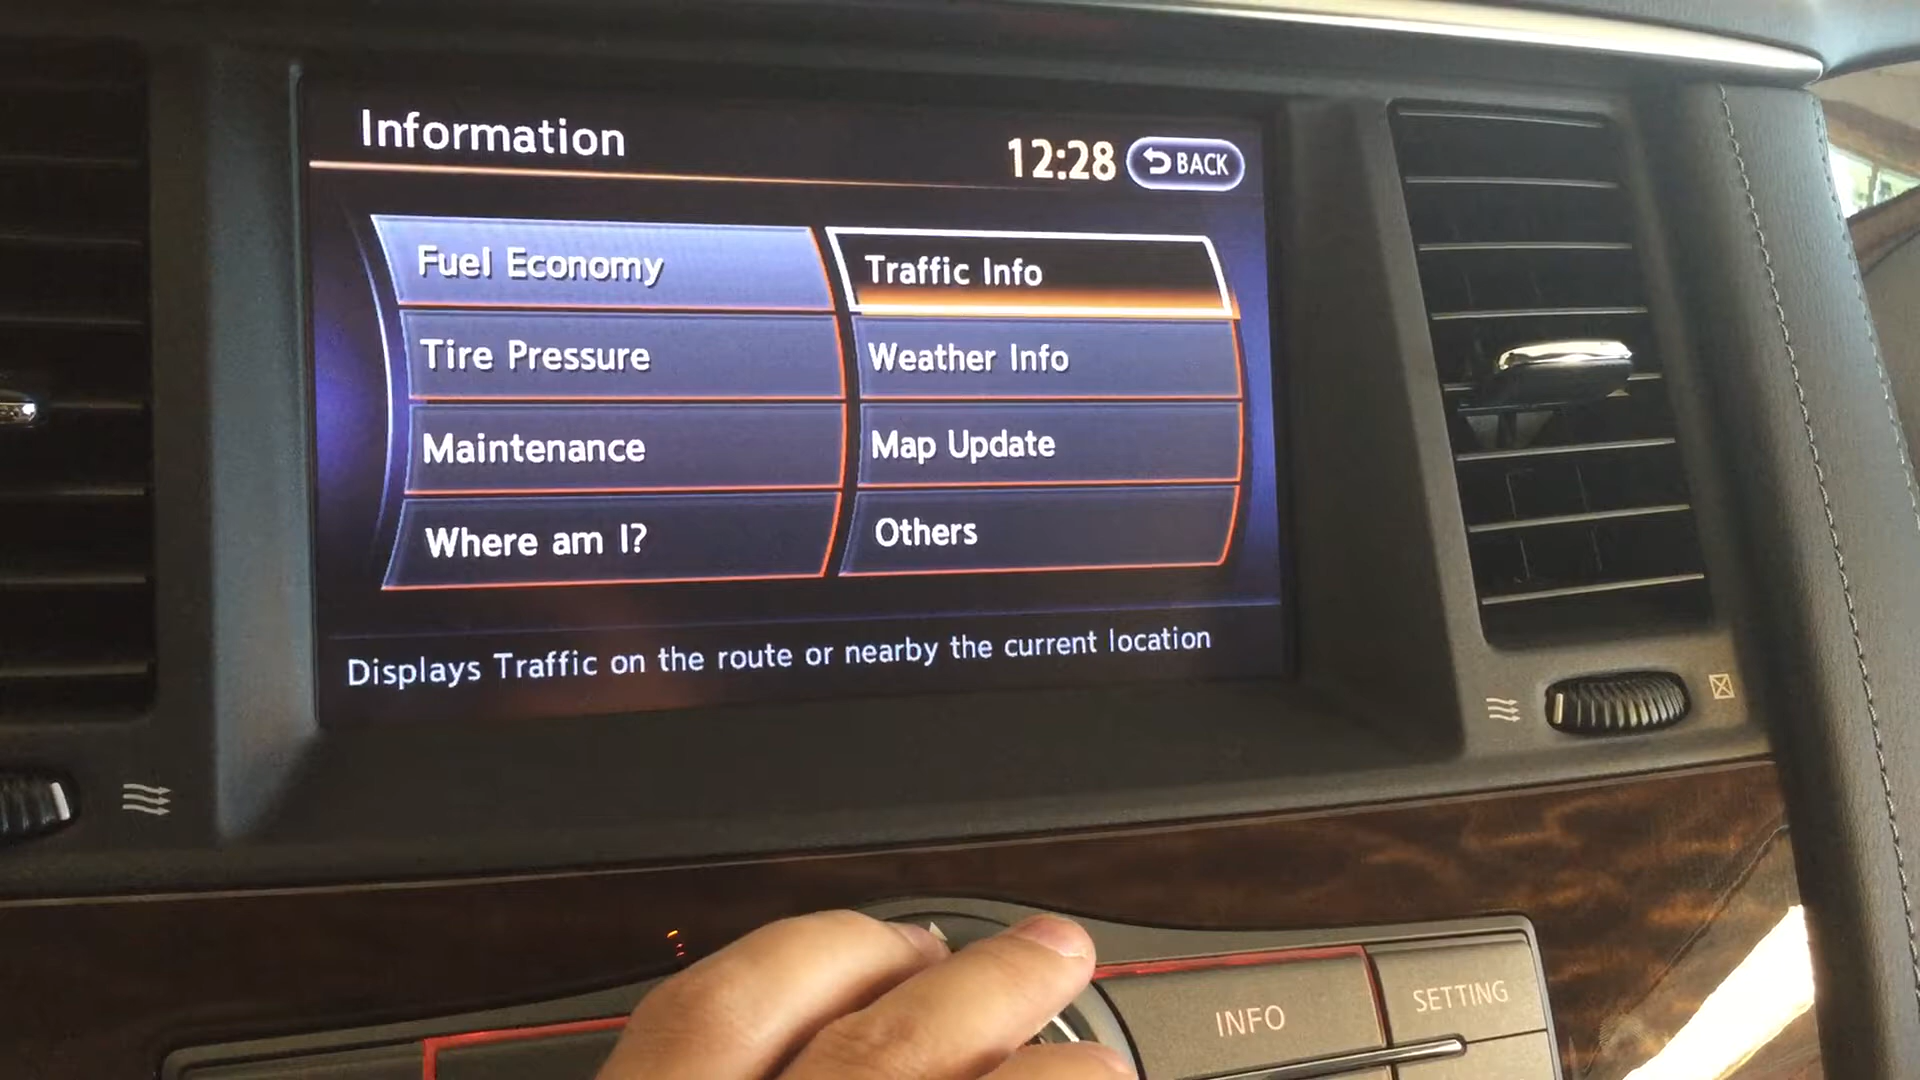 Information
12:28
BACK
Fuel Economy
Traffic Info
Tire Pressure
Weather Info
Maintenance
Map Update
Where am I?
Others
Displays Traffic on the route or nearby the current location
INFO
SETTING